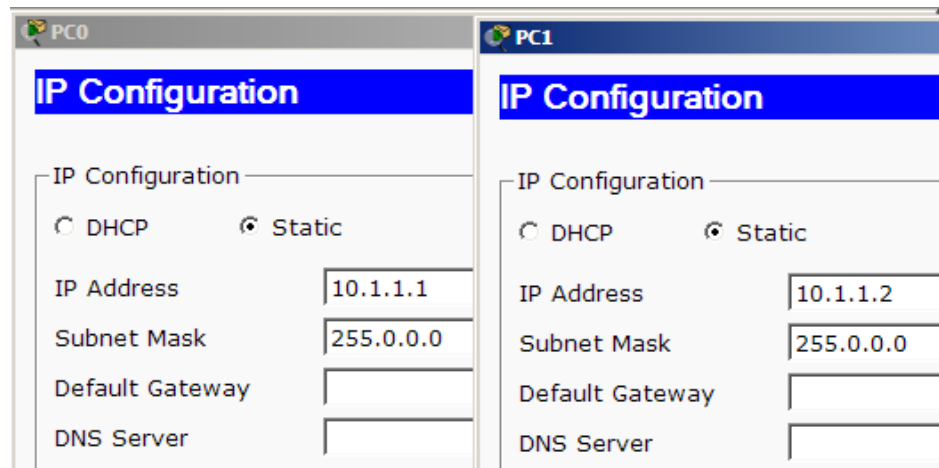 PC0
IP Configuration
IP Configuration
DHCP Static
IP Address 10.1.1.1
Subnet Mask 255.0.0.0
Default Gateway
DNS Server
PC1
IP Configuration
IP Configuration
DHCP Static
IP Address 10.1.1.2
Subnet Mask 255.0.0.0
Default Gateway
DNS Server